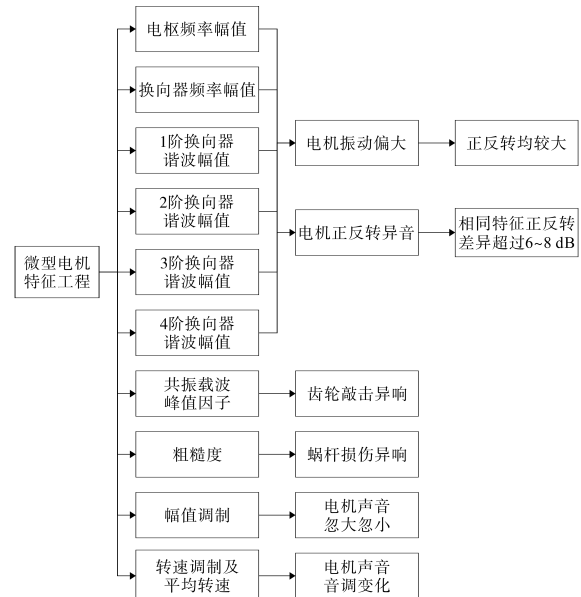 微型电机
特征工程
电枢频率幅值
换向器频率幅值
1阶换向器
谐波幅值
2阶换向器
谐波幅值
3阶换向器
谐波幅值
4阶换向器
谐波幅值
共振载波
峰值因子
粗糙度
幅值调制
转速调制及
平均转速
电机振动偏大
电机正反转异音
齿轮敲击异响
蜗杆损伤异响
电机声音
忽大忽小
电机声音
音调变化
正反转均较大
相同特征正反转
差异超过6~8 dB